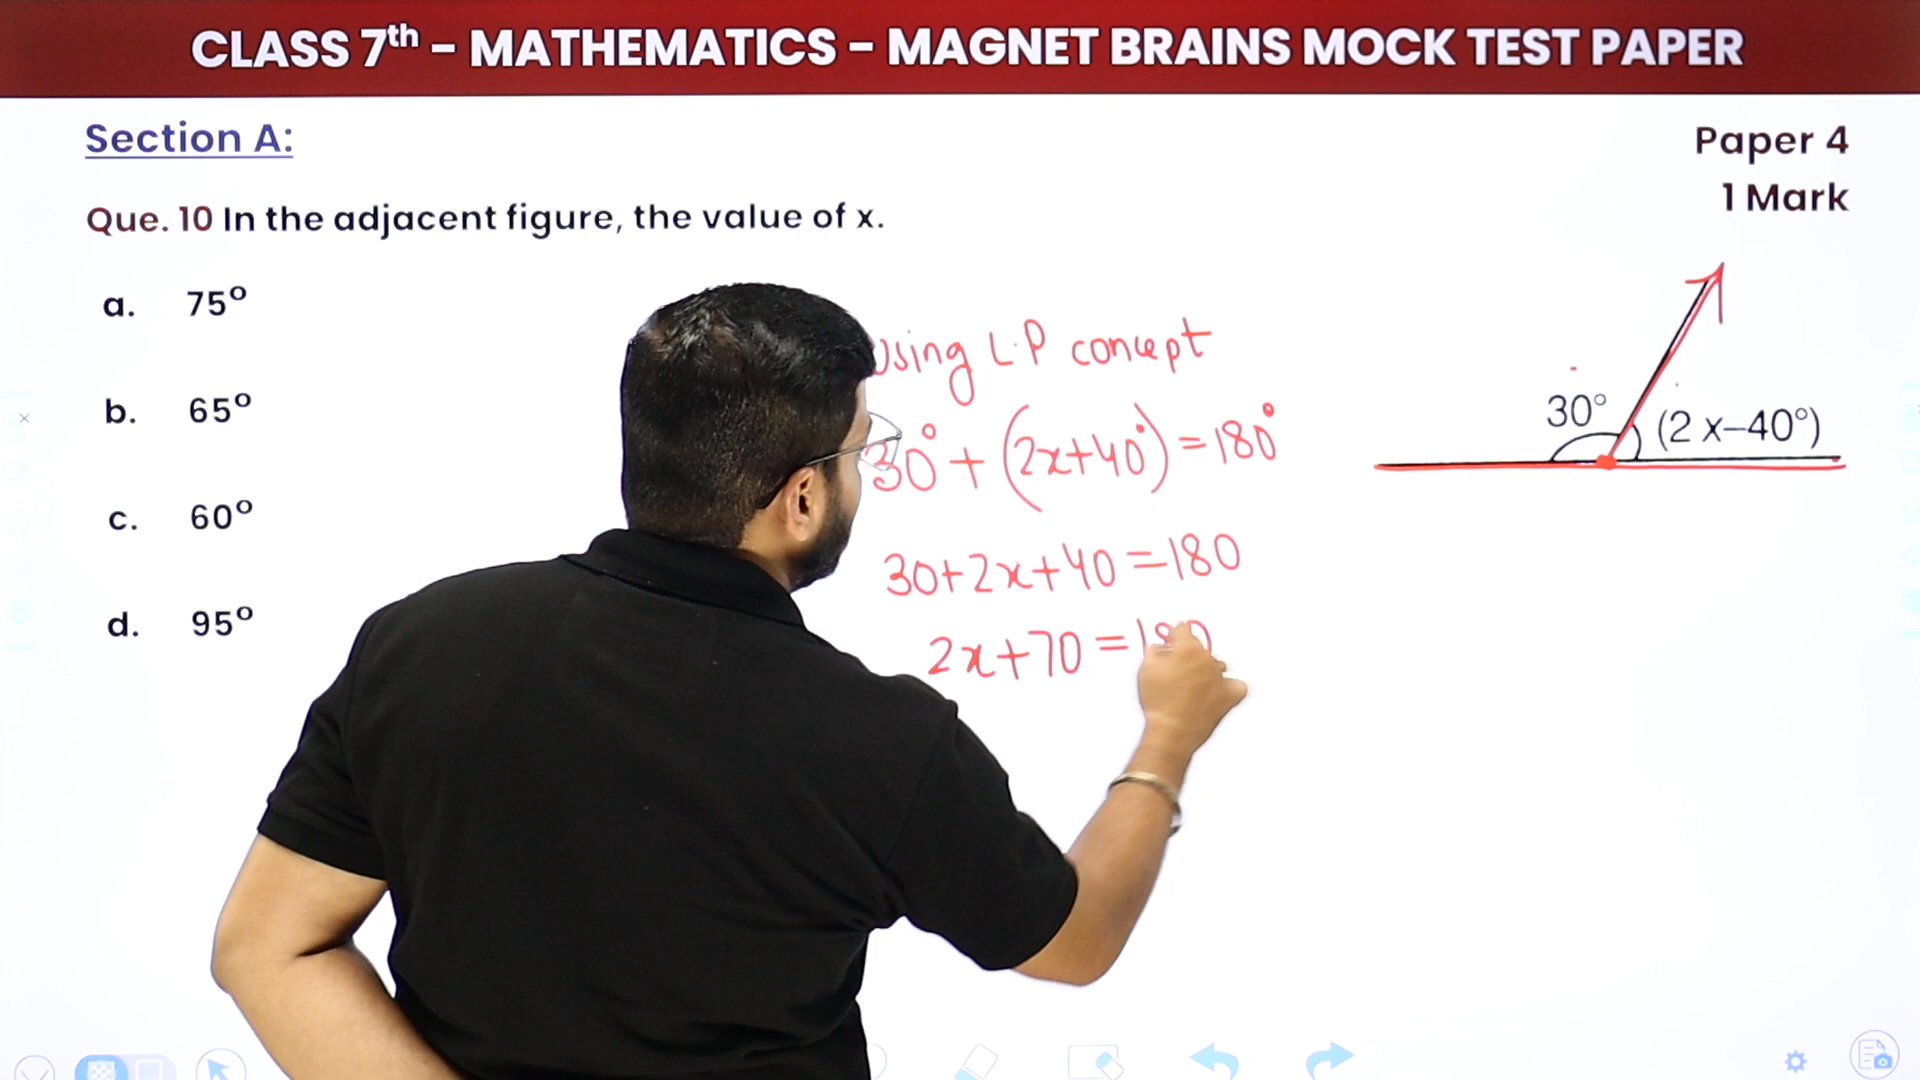 CLASS 7th – MATHEMATICS – MAGNET BRAINS MOCK TEST PAPER
Section A:
Paper 4
1 Mark
Que. 10 In the adjacent figure, the value of x.
a. 75°
b. 65°
c. 60°
d. 95°
Using L.P concept
30° + (2x+40°) = 180°
30+2x+40 = 180
2x+70 = 180
30°
(2 x–40°)